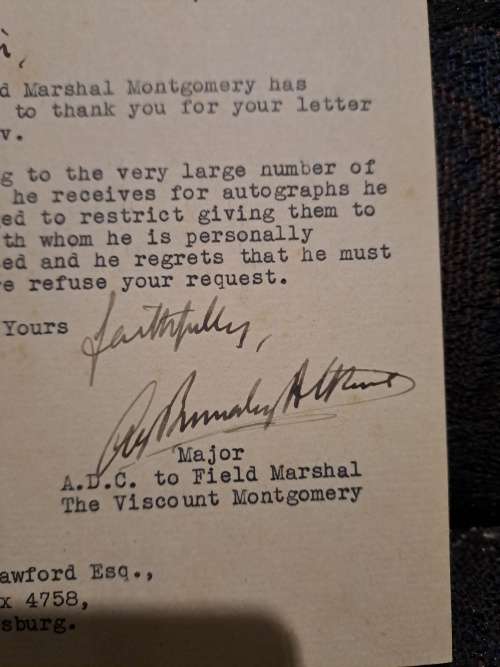 d Marshal Montgomery has
to thank you for your letter
v.
g to the very large number of
he receives for autographs he
ed to restrict giving them to
th whom he is personally
ed and he regrets that he must
e refuse your request.
Yours faithfully,
Burnaby Atkins
Major
A.D.C. to Field Marshal
The Viscount Montgomery
awford Esq.,
x 4758,
sburg.